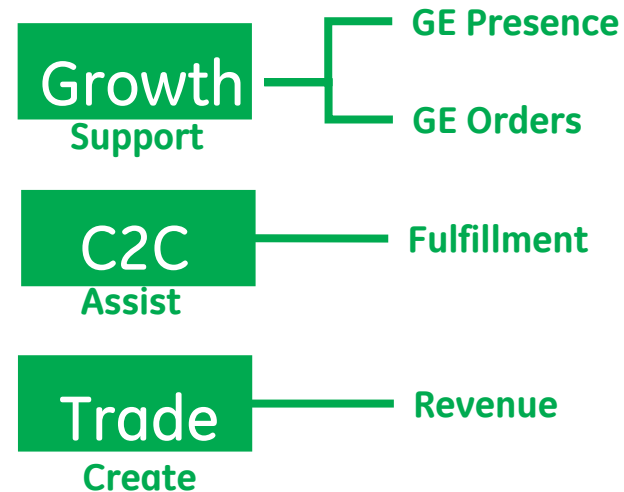 GE Presence
Growth
GE Orders
Support
C2C
Fulfillment
Assist
Trade
Revenue
Create